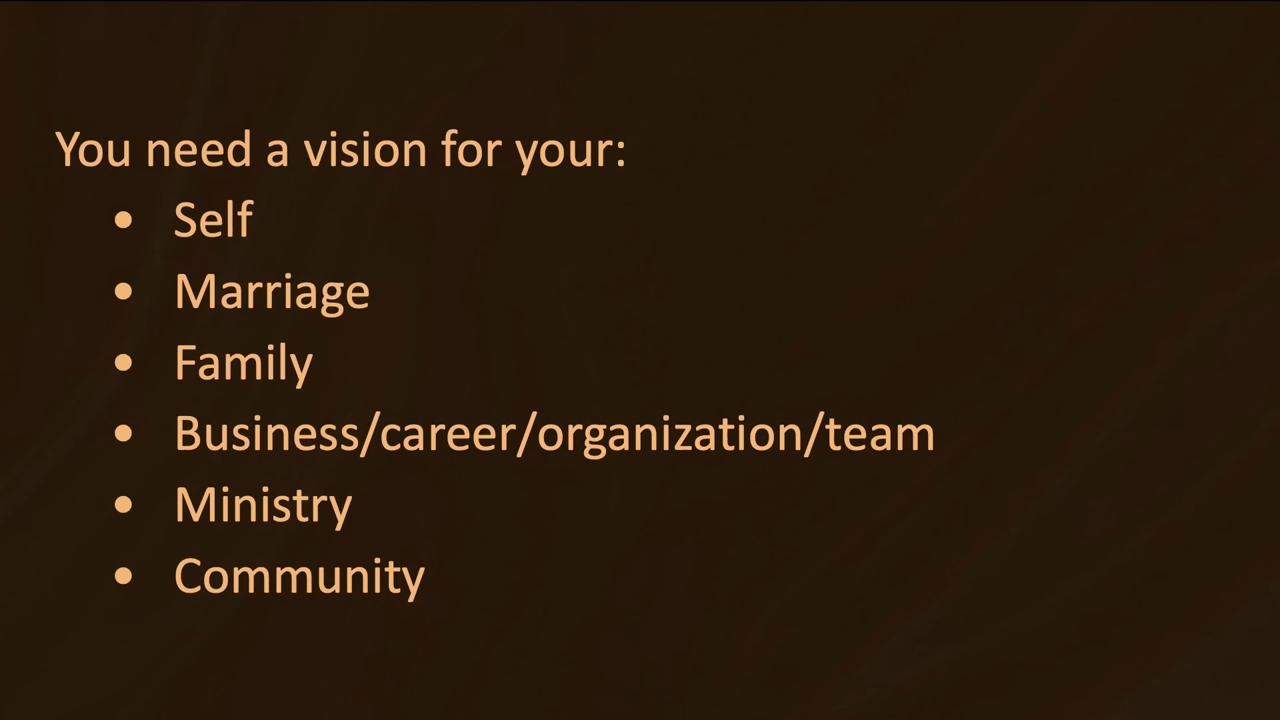 You need a vision for your:
• Self
• Marriage
• Family
• Business/career/organization/team
• Ministry
• Community